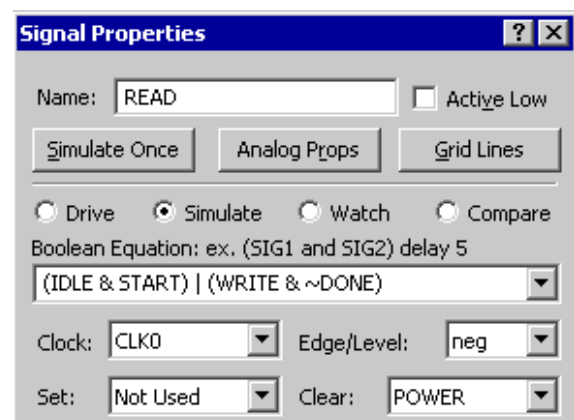 Signal Properties ? X
Name: READ Active Low
Simulate Once Analog Props Grid Lines
Drive Simulate Watch Compare
Boolean Equation: ex. (SIG1 and SIG2) delay 5
(IDLE & START) | (WRITE & ~DONE)
Clock: CLK0 Edge/Level: neg
Set: Not Used Clear: POWER